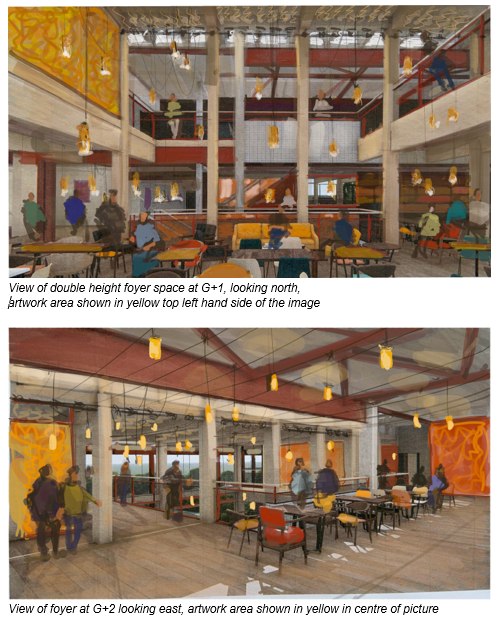 View of double height foyer space at G+1, looking north,
artwork area shown in yellow top left hand side of the image
View of foyer at G+2 looking east, artwork area shown in yellow in centre of picture